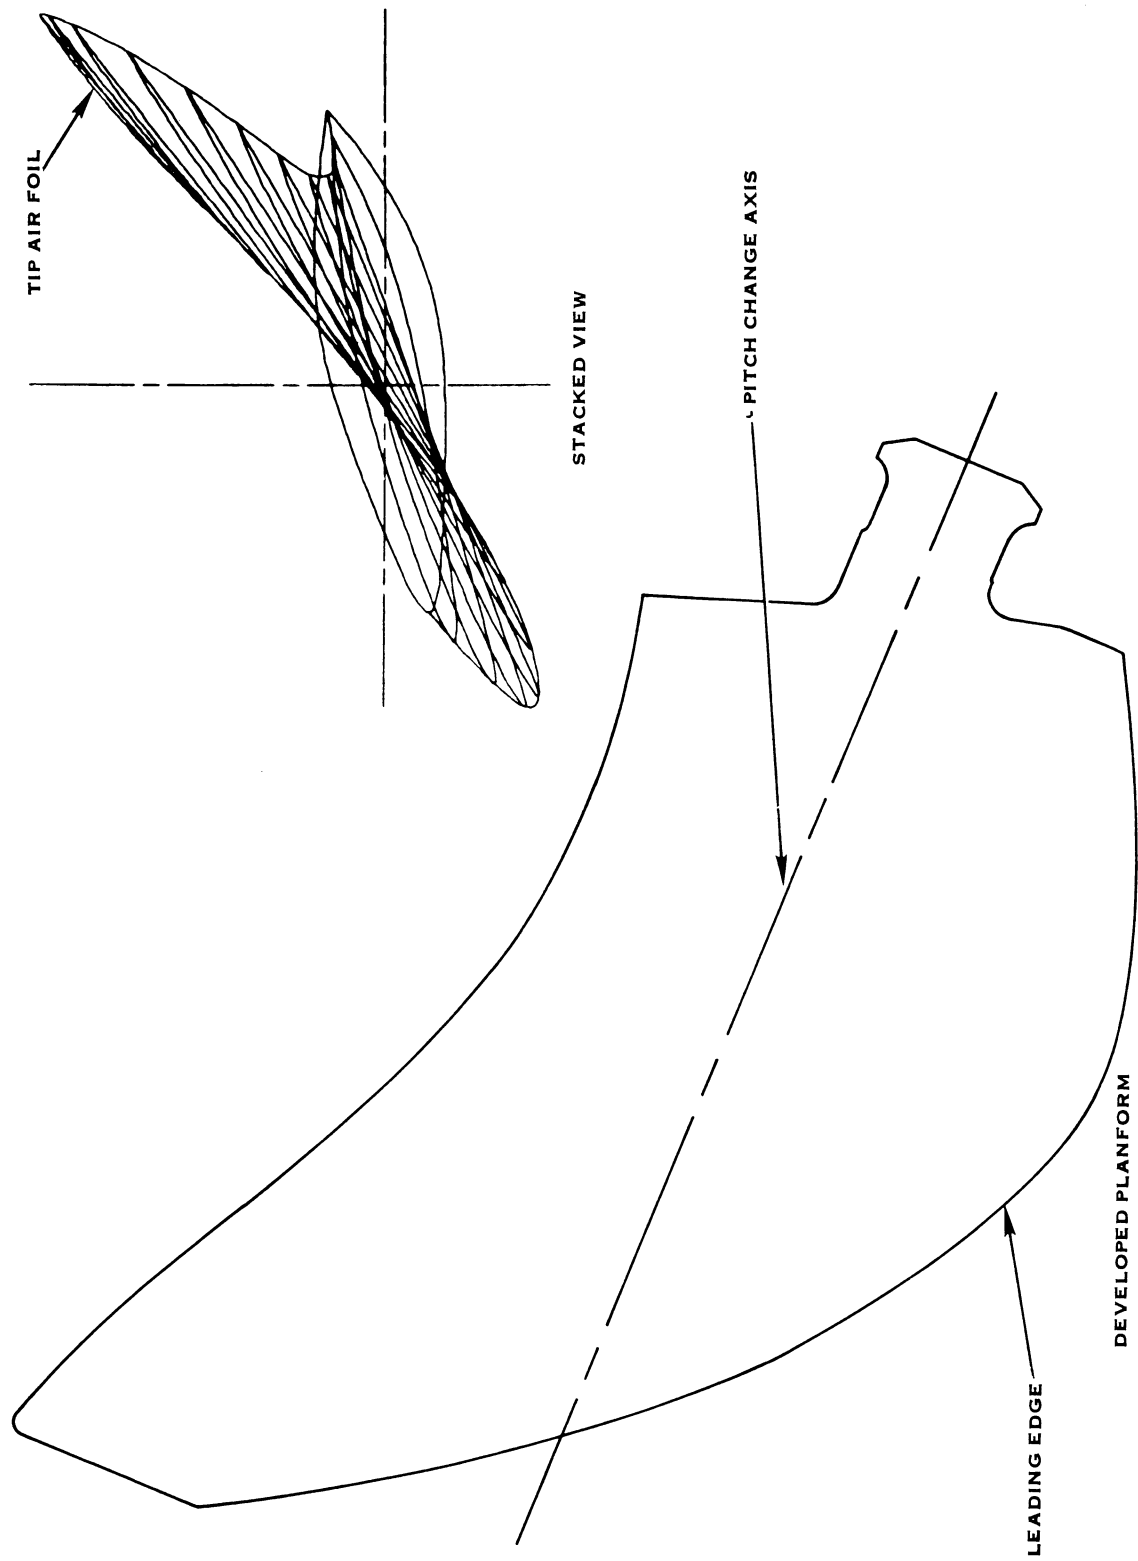 TIP AIR FOIL
STACKED VIEW
PITCH CHANGE AXIS
LEADING EDGE
DEVELOPED PLANFORM